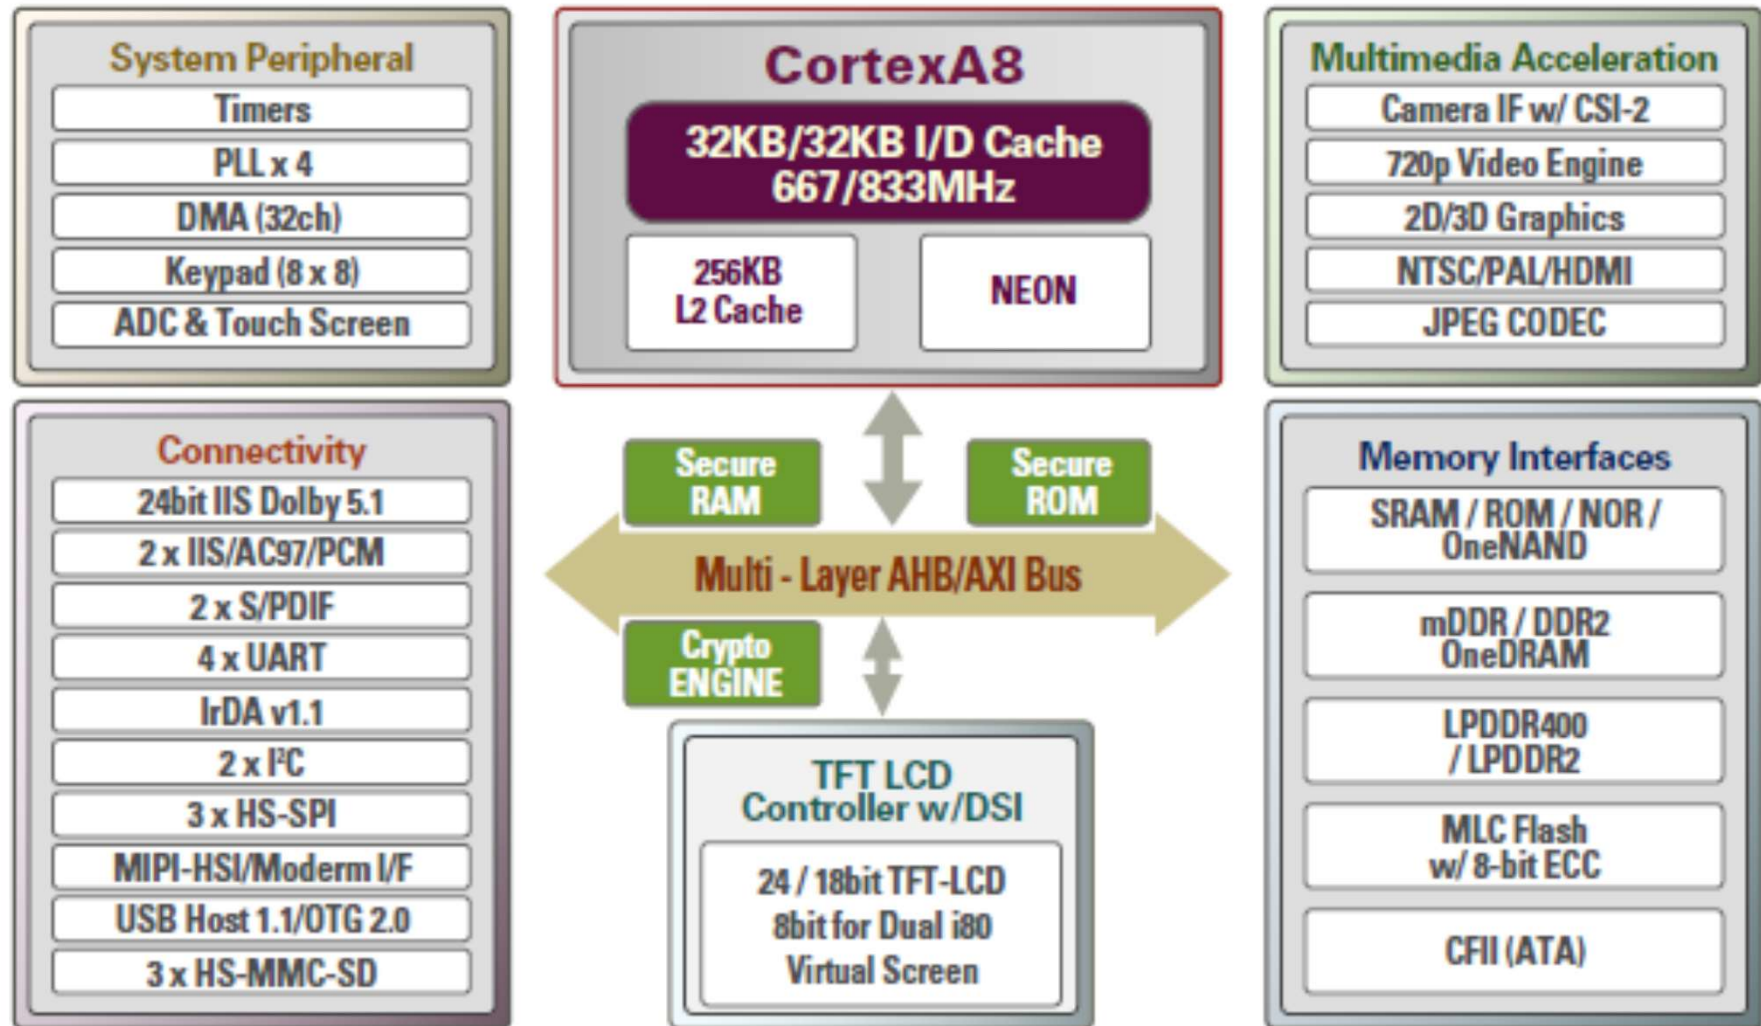 System Peripheral
Timers
PLL x 4
DMA (32ch)
Keypad (8 x 8)
ADC & Touch Screen
CortexA8
32KB/32KB I/D Cache
667/833MHz
256KB
L2 Cache
NEON
Multimedia Acceleration
Camera IF w/ CSI-2
720p Video Engine
2D/3D Graphics
NTSC/PAL/HDMI
JPEG CODEC
Connectivity
24bit IIS Dolby 5.1
2 x IIS/AC97/PCM
2 x S/PDIF
4 x UART
IrDA v1.1
2 x I²C
3 x HS-SPI
MIPI-HSI/Moderm I/F
USB Host 1.1/OTG 2.0
3 x HS-MMC-SD
Secure
RAM
Secure
ROM
Multi - Layer AHB/AXI Bus
Crypto
ENGINE
TFT LCD
Controller w/DSI
24 / 18bit TFT-LCD
8bit for Dual i80
Virtual Screen
Memory Interfaces
SRAM / ROM / NOR /
OneNAND
mDDR / DDR2
OneDRAM
LPDDR400
/ LPDDR2
MLC Flash
w/ 8-bit ECC
CFII (ATA)